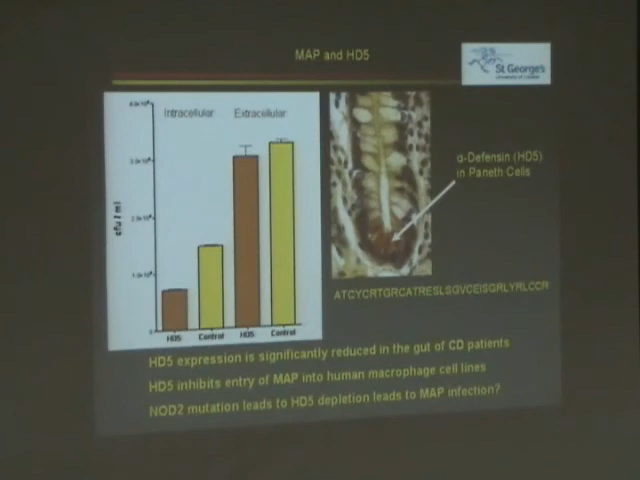 MAP and HD5
St George's
University of London
Intracellular Extracellular
cfu / ml
0
HD5 Control HD5 Control
α-Defensin (HD5)
in Paneth Cells
ATCYCRTGRCATRESLSGVCEISGRLYRLCCR
HD5 expression is significantly reduced in the gut of CD patients
HD5 inhibits entry of MAP into human macrophage cell lines
NOD2 mutation leads to HD5 depletion leads to MAP infection?